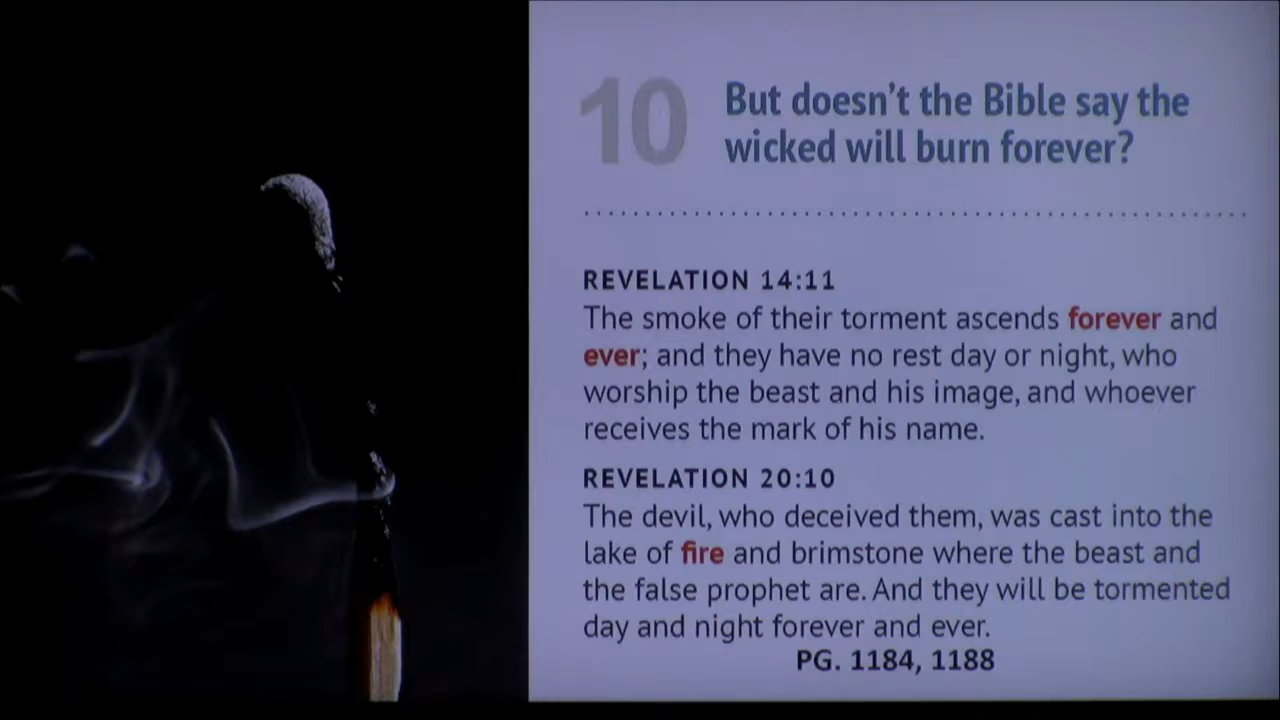 10
But doesn't the Bible say the
wicked will burn forever?
REVELATION 14:11
The smoke of their torment ascends forever and
ever; and they have no rest day or night, who
worship the beast and his image, and whoever
receives the mark of his name.
REVELATION 20:10
The devil, who deceived them, was cast into the
lake of fire and brimstone where the beast and
the false prophet are. And they will be tormented
day and night forever and ever.
PG. 1184, 1188